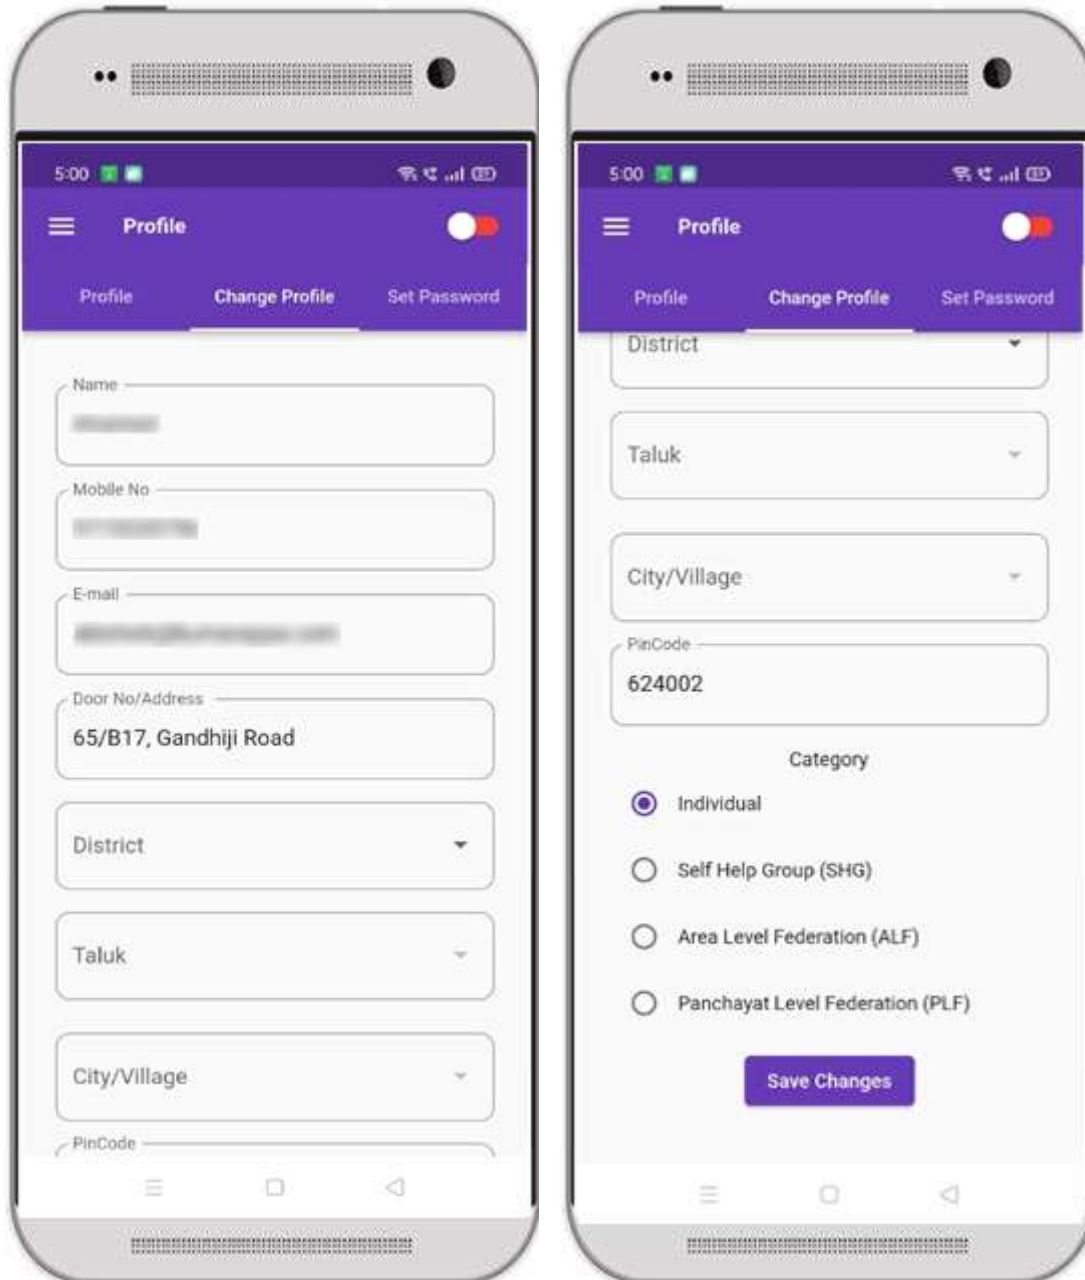 5:00
Profile
Profile
Change Profile
Set Password
Name
Mobile No
E-mail
Door No/Address
65/B17, Gandhiji Road
District
Taluk
City/Village
PinCode
5:00
Profile
Profile
Change Profile
Set Password
District
Taluk
City/Village
PinCode
624002
Category
Individual
Self Help Group (SHG)
Area Level Federation (ALF)
Panchayat Level Federation (PLF)
Save Changes